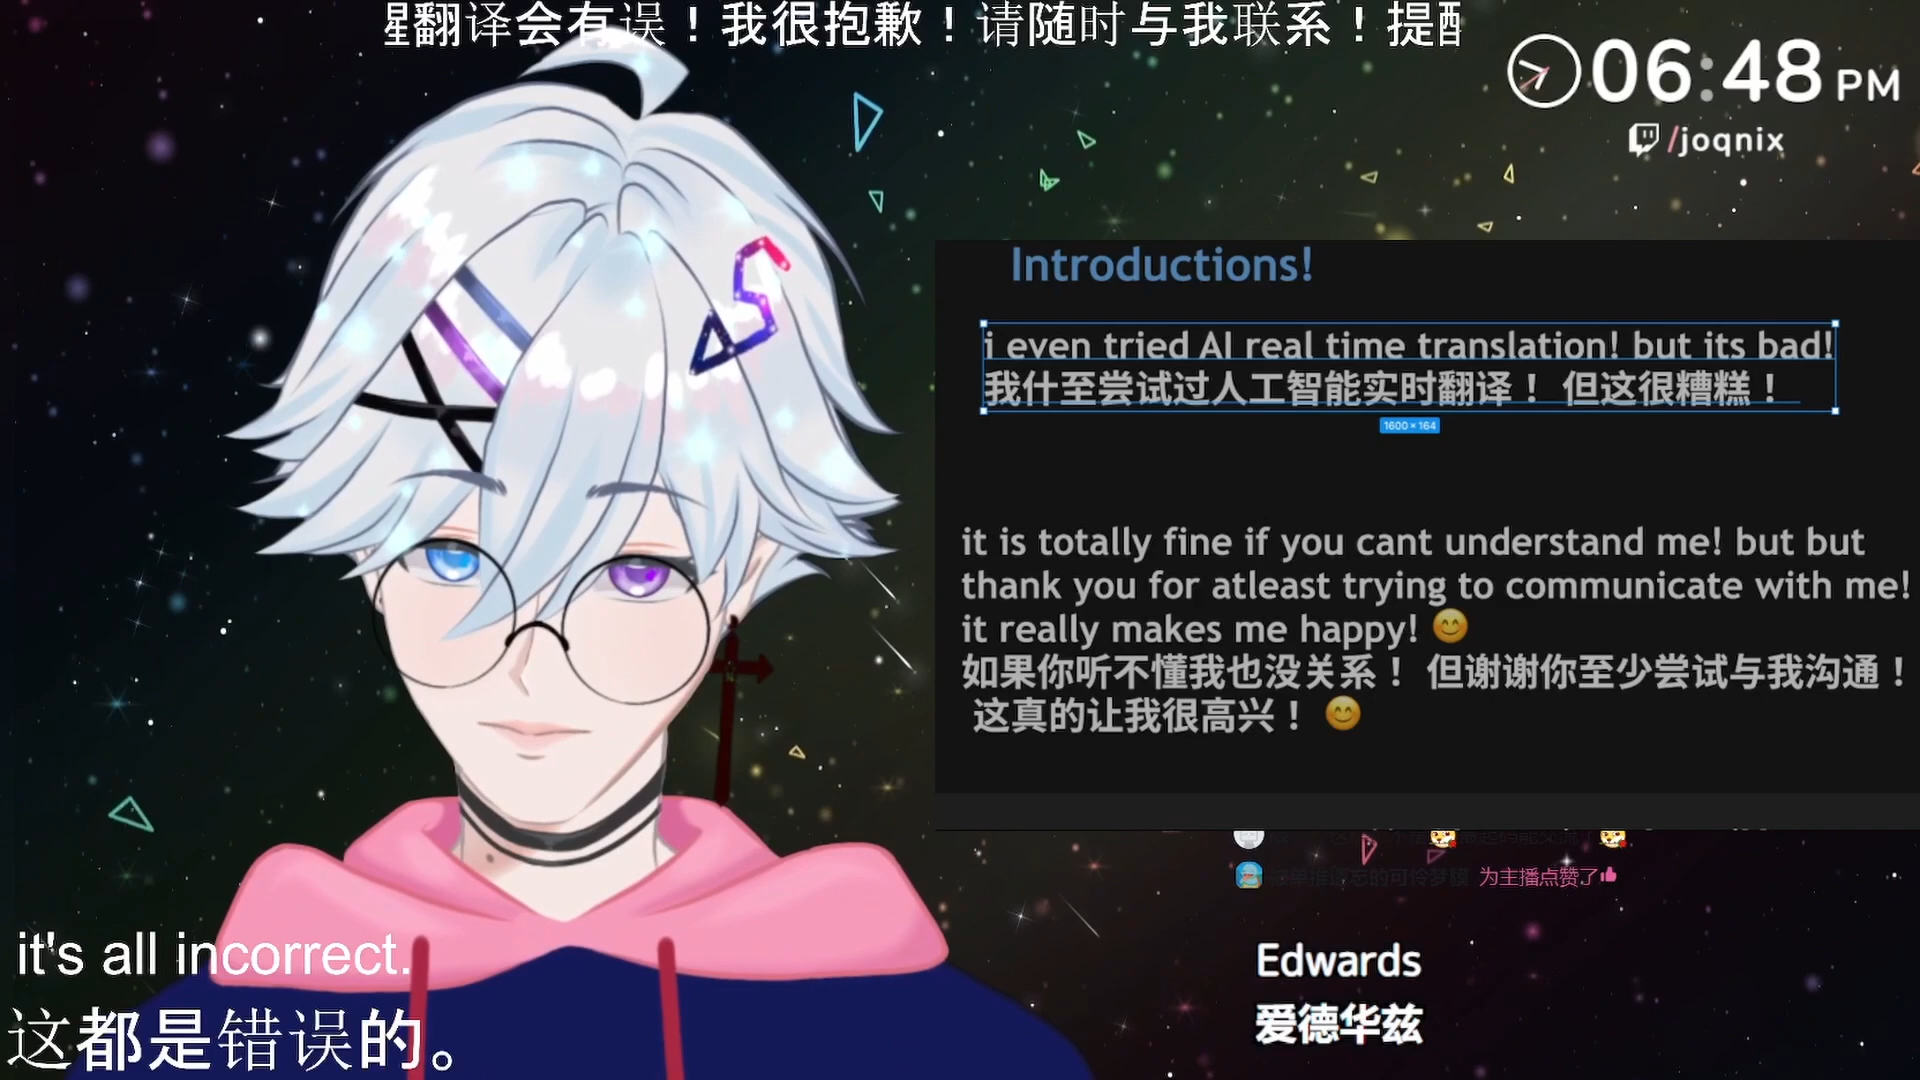 翻译会有误！我很抱歉！请随时与我联系！提醒
06:48 PM
/joqnix
Introductions!
i even tried AI real time translation! but its bad!
我什至尝试过人工智能实时翻译！ 但这很糟糕！
1600 × 164
it is totally fine if you cant understand me! but but
thank you for atleast trying to communicate with me!
it really makes me happy! 😊
如果你听不懂我也没关系！ 但谢谢你至少尝试与我沟通！
这真的让我很高兴！ 😊
为主播点赞了
it's all incorrect.
这都是错误的。
Edwards
爱德华兹